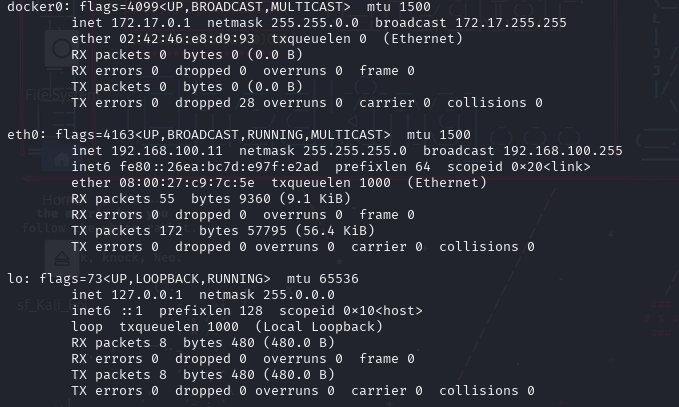 docker0: flags=4099<UP,BROADCAST,MULTICAST>  mtu 1500
        inet 172.17.0.1  netmask 255.255.0.0  broadcast 172.17.255.255
        ether 02:42:46:e8:d9:93  txqueuelen 0  (Ethernet)
        RX packets 0  bytes 0 (0.0 B)
        RX errors 0  dropped 0  overruns 0  frame 0
        TX packets 0  bytes 0 (0.0 B)
        TX errors 0  dropped 28 overruns 0  carrier 0  collisions 0

eth0: flags=4163<UP,BROADCAST,RUNNING,MULTICAST>  mtu 1500
        inet 192.168.100.11  netmask 255.255.255.0  broadcast 192.168.100.255
        inet6 fe80::26ea:bc7d:e97f:e2ad  prefixlen 64  scopeid 0×20<link>
        ether 08:00:27:c9:7c:5e  txqueuelen 1000  (Ethernet)
        RX packets 55  bytes 9360 (9.1 KiB)
        RX errors 0  dropped 0  overruns 0  frame 0
        TX packets 172  bytes 57795 (56.4 KiB)
        TX errors 0  dropped 0 overruns 0  carrier 0  collisions 0

lo: flags=73<UP,LOOPBACK,RUNNING>  mtu 65536
        inet 127.0.0.1  netmask 255.0.0.0
        inet6 ::1  prefixlen 128  scopeid 0×10<host>
        loop  txqueuelen 1000  (Local Loopback)
        RX packets 8  bytes 480 (480.0 B)
        RX errors 0  dropped 0  overruns 0  frame 0
        TX packets 8  bytes 480 (480.0 B)
        TX errors 0  dropped 0 overruns 0  carrier 0  collisions 0